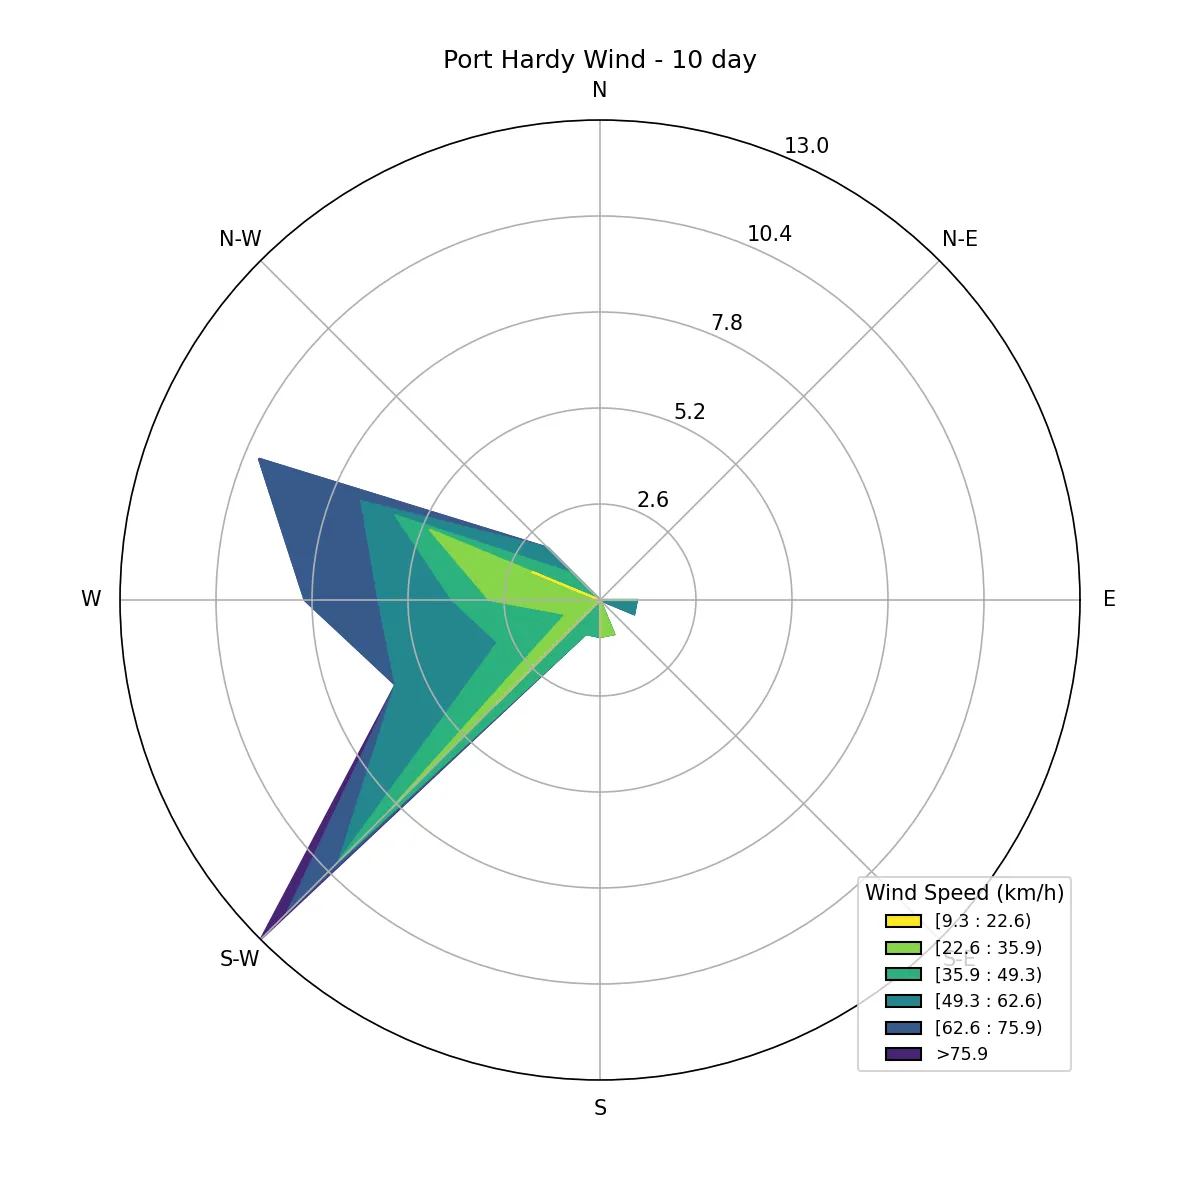 Port Hardy Wind - 10 day
N
13.0
N-W
10.4
N-E
7.8
5.2
2.6
W
E
S-W
S-E
S
Wind Speed (km/h)
[9.3 : 22.6)
[22.6 : 35.9)
[35.9 : 49.3)
[49.3 : 62.6)
[62.6 : 75.9)
>75.9